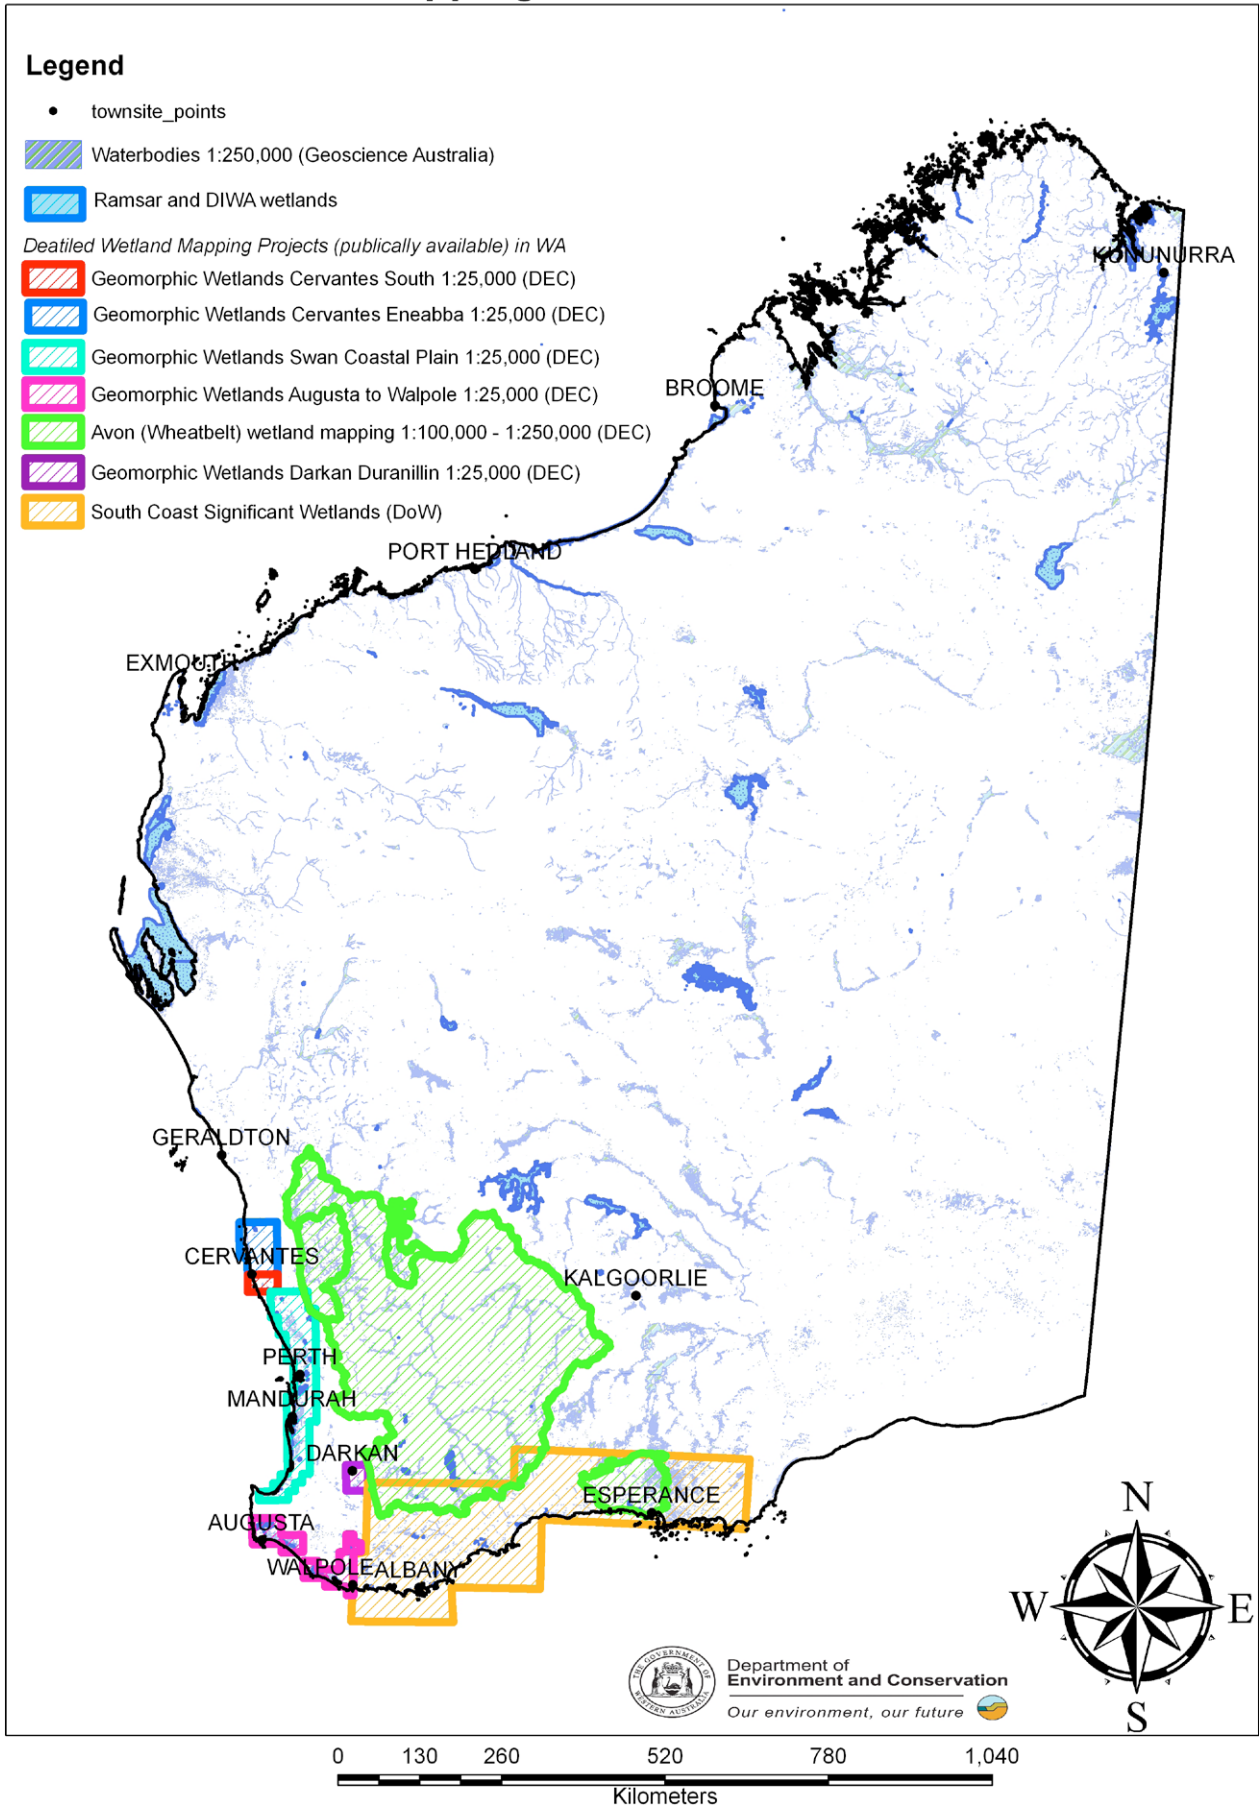 Legend
townsite_points
Waterbodies 1:250,000 (Geoscience Australia)
Ramsar and DIWA wetlands
Deatiled Wetland Mapping Projects (publically available) in WA
Geomorphic Wetlands Cervantes South 1:25,000 (DEC)
Geomorphic Wetlands Cervantes Eneabba 1:25,000 (DEC)
Geomorphic Wetlands Swan Coastal Plain 1:25,000 (DEC)
Geomorphic Wetlands Augusta to Walpole 1:25,000 (DEC)
Avon (Wheatbelt) wetland mapping 1:100,000 - 1:250,000 (DEC)
Geomorphic Wetlands Darkan Duranillin 1:25,000 (DEC)
South Coast Significant Wetlands (DoW)
KUNUNURRA
BROOME
PORT HEDLAND
EXMOUTH
GERALDTON
CERVANTES
KALGOORLIE
PERTH
MANDURAH
DARKAN
ESPERANCE
AUGUSTA
WALPOLE ALBANY
N
W E
S
THE GOVERNMENT OF
WESTERN AUSTRALIA
Department of
Environment and Conservation
Our environment, our future
0 130 260 520 780 1,040
Kilometers